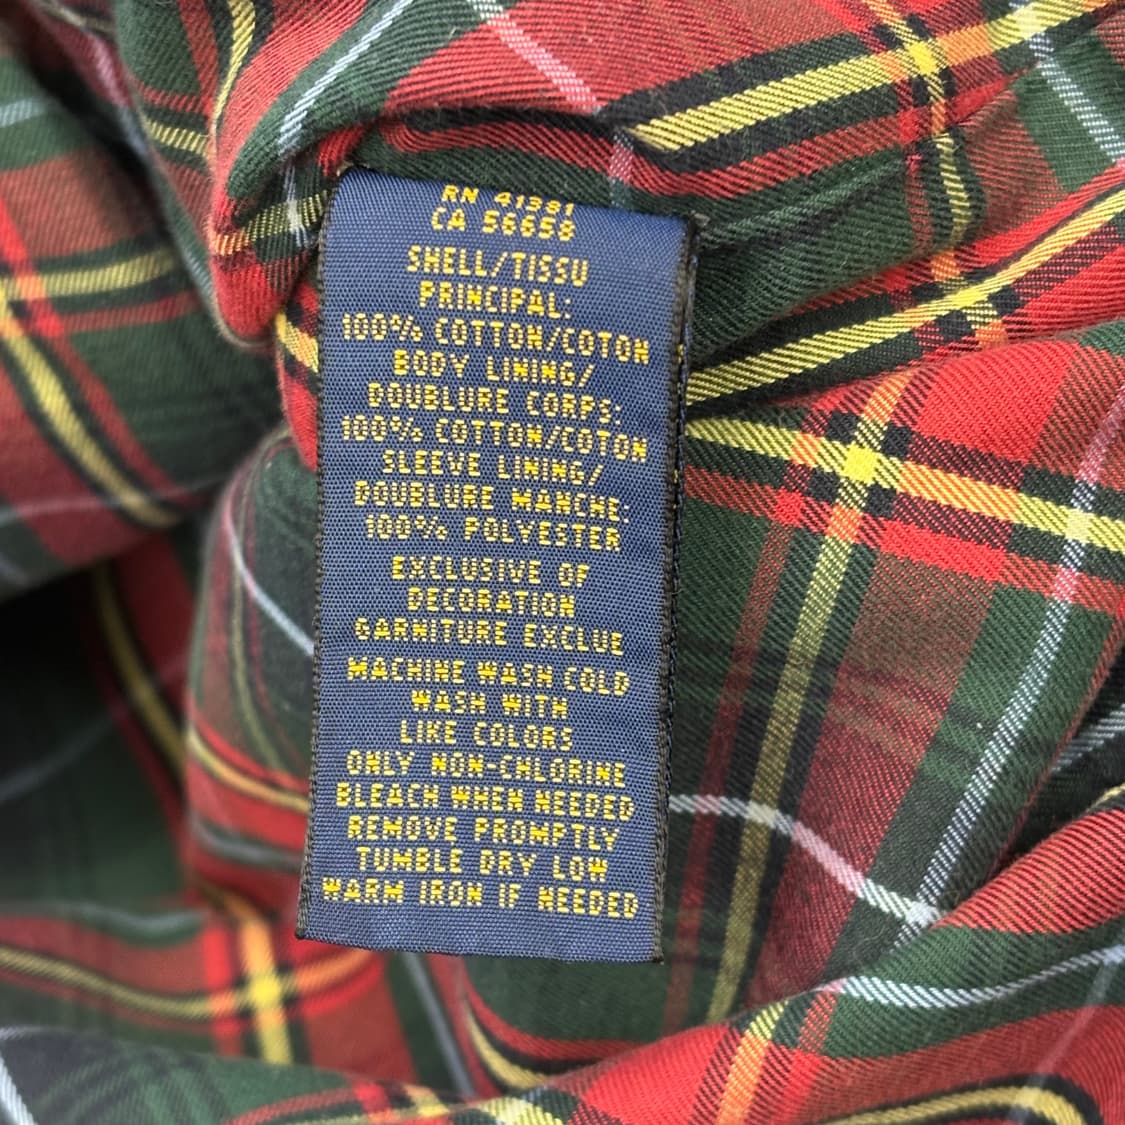 RN 41381
CA 56658
SHELL/TISSU
PRINCIPAL:
100% COTTON/COTON
BODY LINING/
DOUBLURE CORPS:
100% COTTON/COTON
SLEEVE LINING/
DOUBLURE MANCHE:
100% POLYESTER
EXCLUSIVE OF
DECORATION
GARNITURE EXCLUE
MACHINE WASH COLD
WASH WITH
LIKE COLORS
ONLY NON-CHLORINE
BLEACH WHEN NEEDED
REMOVE PROMPTLY
TUMBLE DRY LOW
WARM IRON IF NEEDED